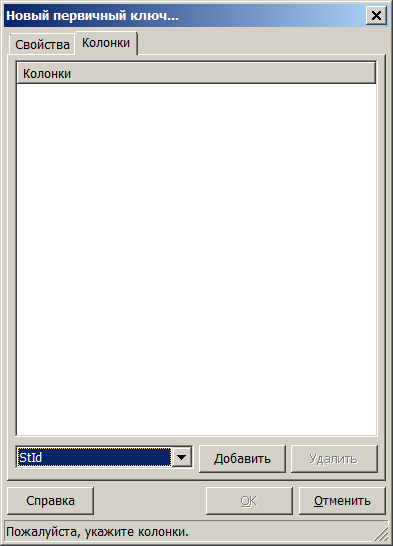 Новый первичный ключ...
Свойства Колонки
Колонки
StId Добавить Удалить
Справка OK Отменить
Пожалуйста, укажите колонки.